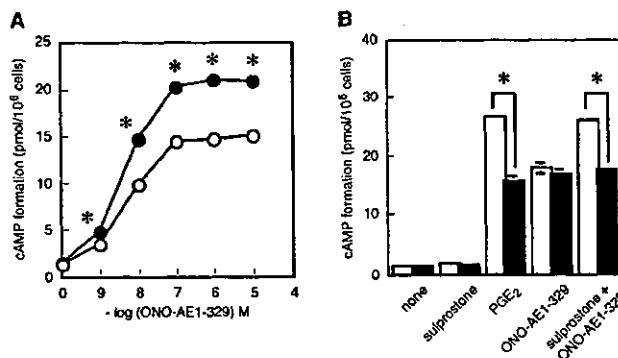 A
B
cAMP formation (pmol/10⁶ cells)
25
20
15
10
5
0
* * * * *
0 9 8 7 6 5 4
- log (ONO-AE1-329) M
cAMP formation (pmol/10⁶ cells)
40
30
20
10
0
* *
none
sulprostone
PGE₂
ONO-AE1-329
sulprostone +
ONO-AE1-329